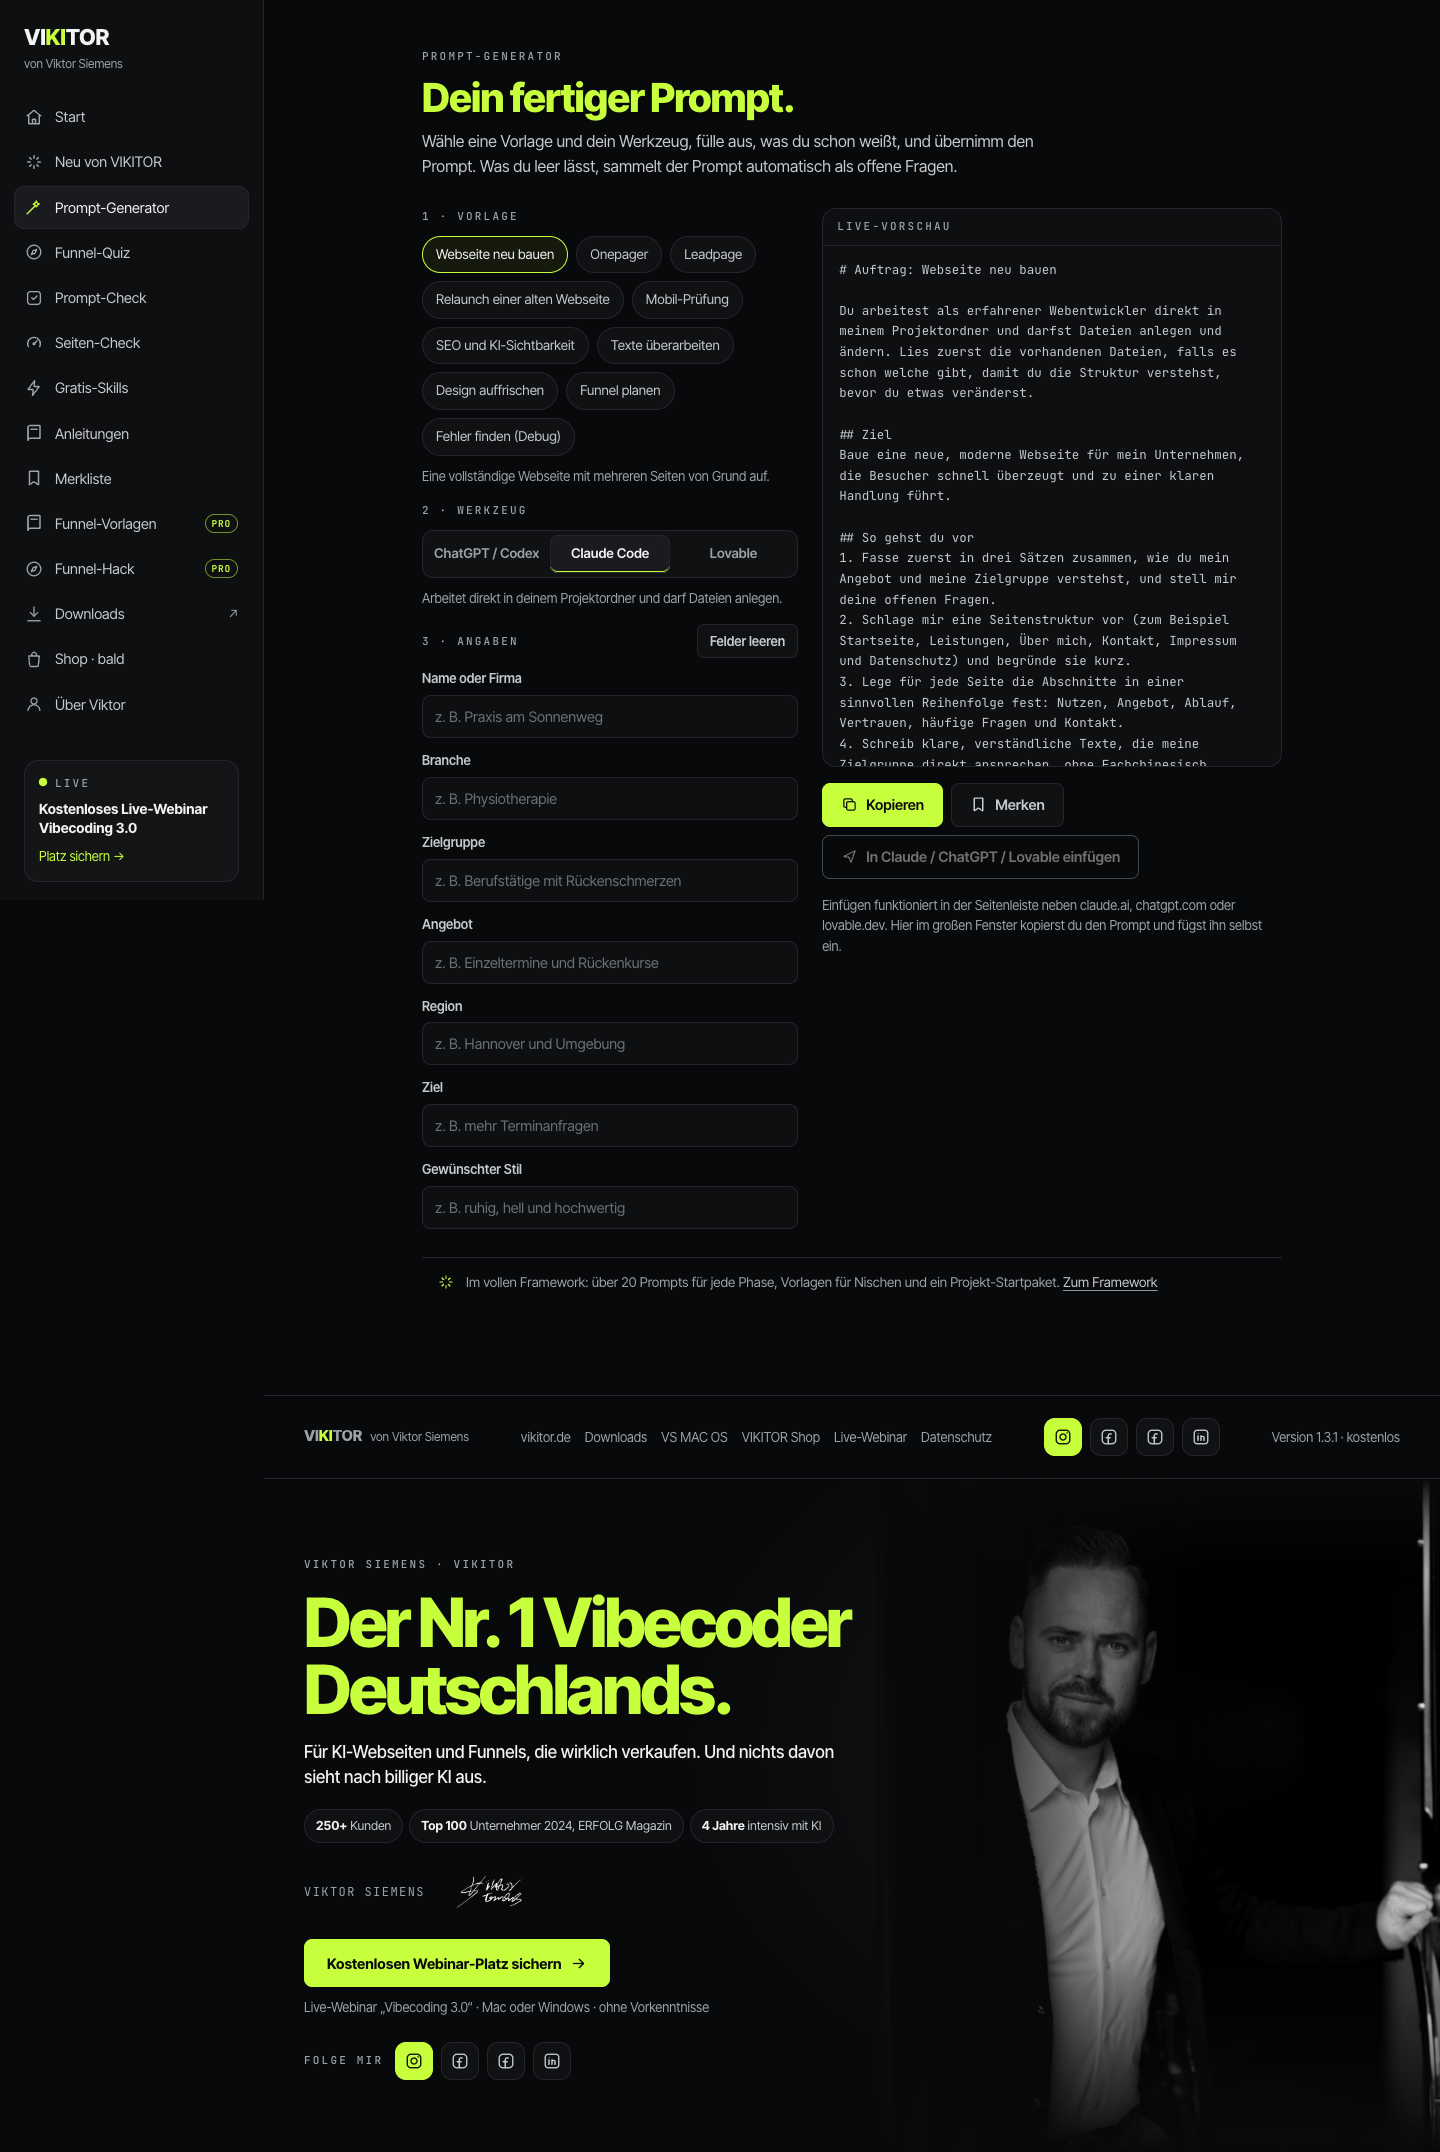 VIKITOR
von Viktor Siemens
Start
Neu von VIKITOR
Prompt-Generator
Funnel-Quiz
Prompt-Check
Seiten-Check
Gratis-Skills
Anleitungen
Merkliste
Funnel-Vorlagen PRO
Funnel-Hack PRO
Downloads
Shop · bald
Über Viktor
LIVE
Kostenloses Live-Webinar
Vibecoding 3.0
Platz sichern →
PROMPT-GENERATOR
Dein fertiger Prompt.
Wähle eine Vorlage und dein Werkzeug, fülle aus, was du schon weißt, und übernimm den
Prompt. Was du leer lässt, sammelt der Prompt automatisch als offene Fragen.
1 · VORLAGE
Webseite neu bauen Onepager Leadpage
Relaunch einer alten Webseite Mobil-Prüfung
SEO und KI-Sichtbarkeit Texte überarbeiten
Design auffrischen Funnel planen
Fehler finden (Debug)
Eine vollständige Webseite mit mehreren Seiten von Grund auf.
2 · WERKZEUG
ChatGPT / Codex Claude Code Lovable
Arbeitet direkt in deinem Projektordner und darf Dateien anlegen.
3 · ANGABEN Felder leeren
Name oder Firma
z. B. Praxis am Sonnenweg
Branche
z. B. Physiotherapie
Zielgruppe
z. B. Berufstätige mit Rückenschmerzen
Angebot
z. B. Einzeltermine und Rückenkurse
Region
z. B. Hannover und Umgebung
Ziel
z. B. mehr Terminanfragen
Gewünschter Stil
z. B. ruhig, hell und hochwertig
LIVE-VORSCHAU
# Auftrag: Webseite neu bauen
Du arbeitest als erfahrener Webentwickler direkt in
meinem Projektordner und darfst Dateien anlegen und
ändern. Lies zuerst die vorhandenen Dateien, falls es
schon welche gibt, damit du die Struktur verstehst,
bevor du etwas veränderst.
## Ziel
Baue eine neue, moderne Webseite für mein Unternehmen,
die Besucher schnell überzeugt und zu einer klaren
Handlung führt.
## So gehst du vor
1. Fasse zuerst in drei Sätzen zusammen, wie du mein
Angebot und meine Zielgruppe verstehst, und stell mir
deine offenen Fragen.
2. Schlage mir eine Seitenstruktur vor (zum Beispiel
Startseite, Leistungen, Über mich, Kontakt, Impressum
und Datenschutz) und begründe sie kurz.
3. Lege für jede Seite die Abschnitte in einer
sinnvollen Reihenfolge fest: Nutzen, Angebot, Ablauf,
Vertrauen, häufige Fragen und Kontakt.
4. Schreib klare, verständliche Texte, die meine
Zielgruppe direkt ansprechen, ohne Fachchinesisch
Kopieren Merken
In Claude / ChatGPT / Lovable einfügen
Einfügen funktioniert in der Seitenleiste neben claude.ai, chatgpt.com oder
lovable.dev. Hier im großen Fenster kopierst du den Prompt und fügst ihn selbst
ein.
Im vollen Framework: über 20 Prompts für jede Phase, Vorlagen für Nischen und ein Projekt-Startpaket. Zum Framework
VIKITOR von Viktor Siemens vikitor.de Downloads VS MAC OS VIKITOR Shop Live-Webinar Datenschutz Version 1.3.1 · kostenlos
VIKTOR SIEMENS · VIKITOR
Der Nr. 1 Vibecoder
Deutschlands.
Für KI-Webseiten und Funnels, die wirklich verkaufen. Und nichts davon
sieht nach billiger KI aus.
250+ Kunden Top 100 Unternehmer 2024, ERFOLG Magazin 4 Jahre intensiv mit KI
VIKTOR SIEMENS
Kostenlosen Webinar-Platz sichern →
Live-Webinar „Vibecoding 3.0“ · Mac oder Windows · ohne Vorkenntnisse
FOLGE MIR